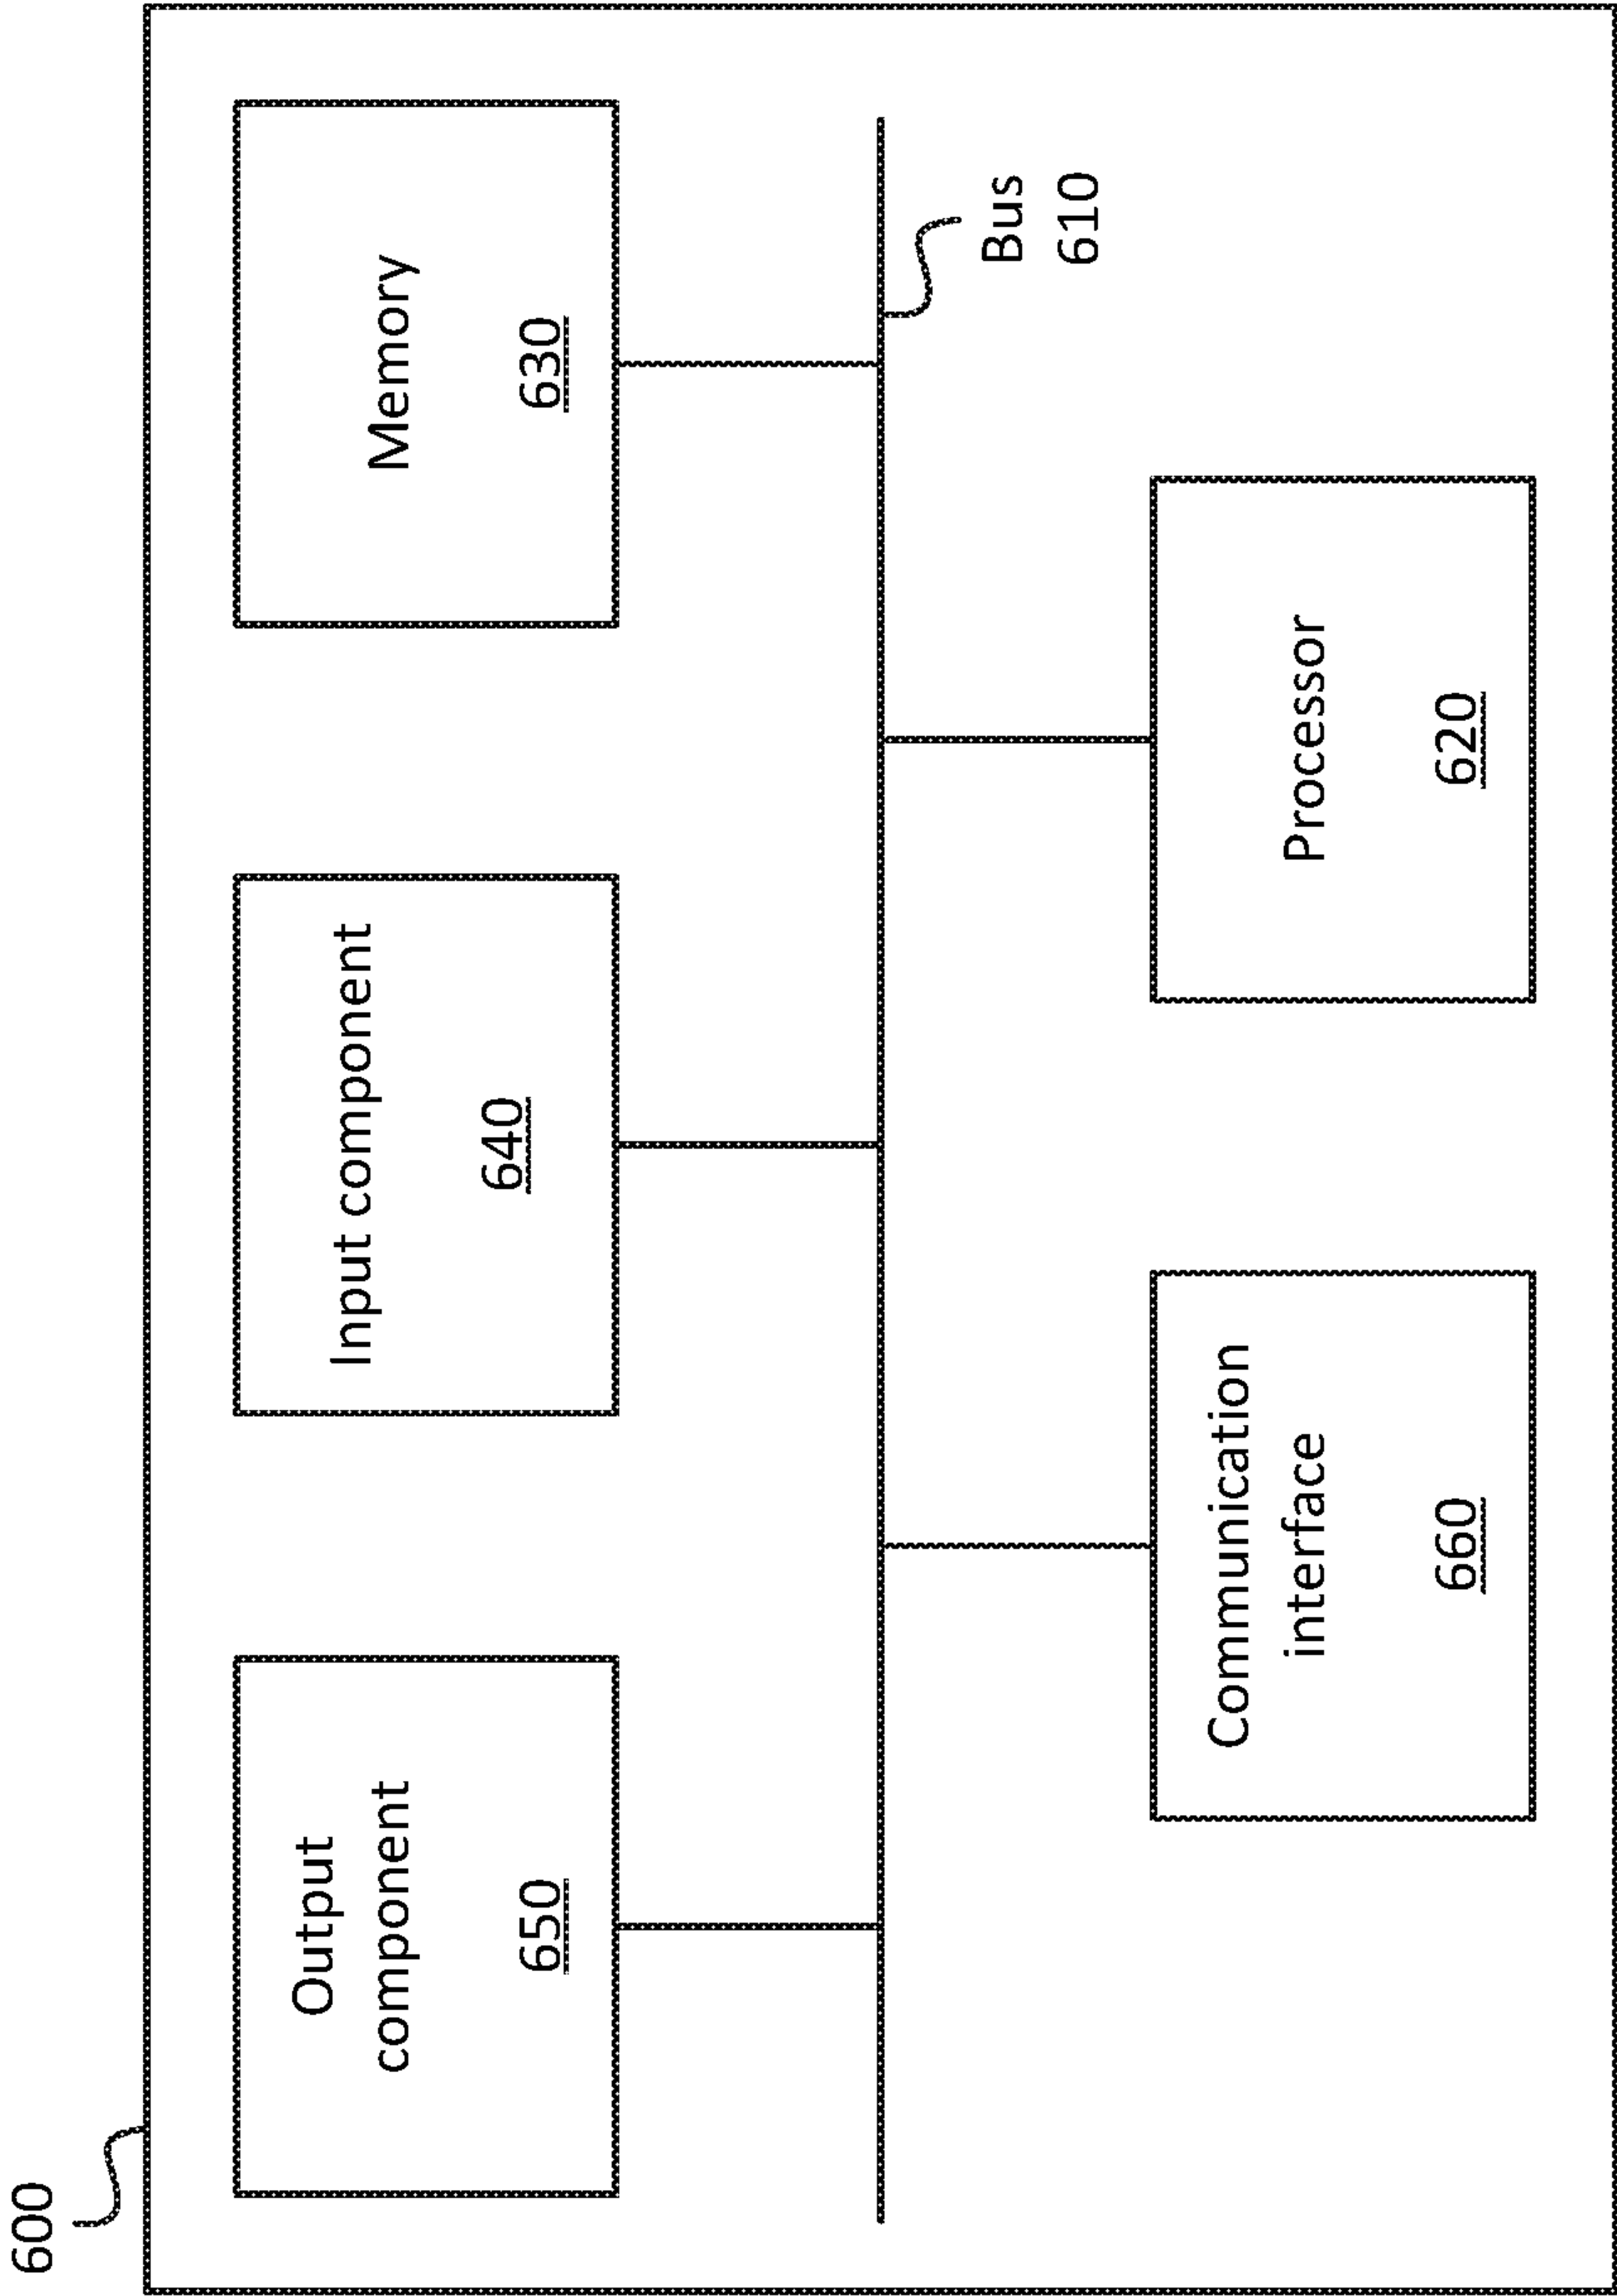 600
Output
component
650
Input component
640
Memory
630
Bus
610
Communication
interface
660
Processor
620